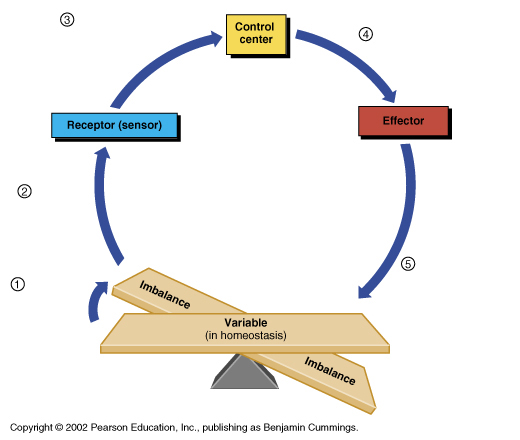 ③
Control
center
④
Receptor (sensor)
Effector
②
⑤
①
Imbalance
Variable
(in homeostasis)
Imbalance
Copyright © 2002 Pearson Education, Inc., publishing as Benjamin Cummings.